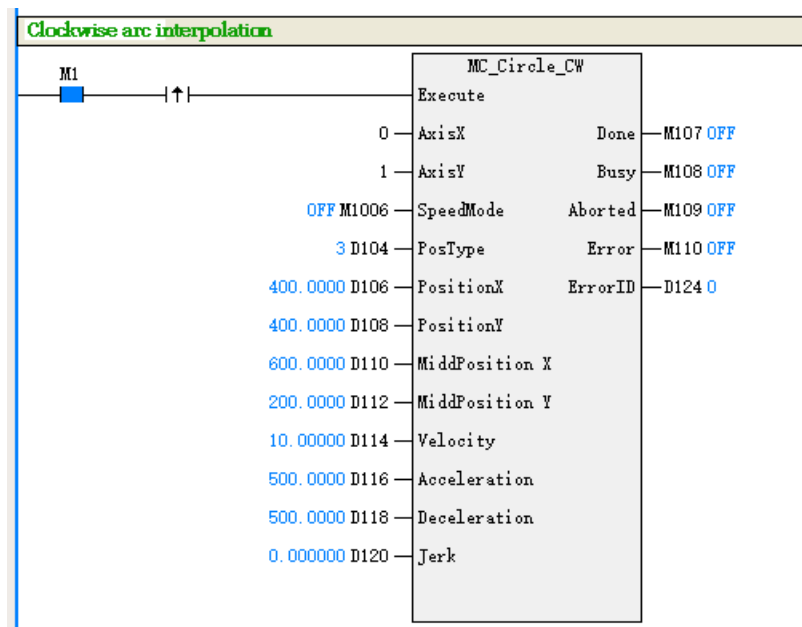 Clockwise arc interpolation
M1
MC_Circle_CW
Execute
0 AxisX Done M107 OFF
1 AxisY Busy M108 OFF
OFF M1006 SpeedMode Aborted M109 OFF
3 D104 PosType Error M110 OFF
400.0000 D106 PositionX ErrorID D124 0
400.0000 D108 PositionY
600.0000 D110 MiddPosition X
200.0000 D112 MiddPosition Y
10.00000 D114 Velocity
500.0000 D116 Acceleration
500.0000 D118 Deceleration
0.000000 D120 Jerk